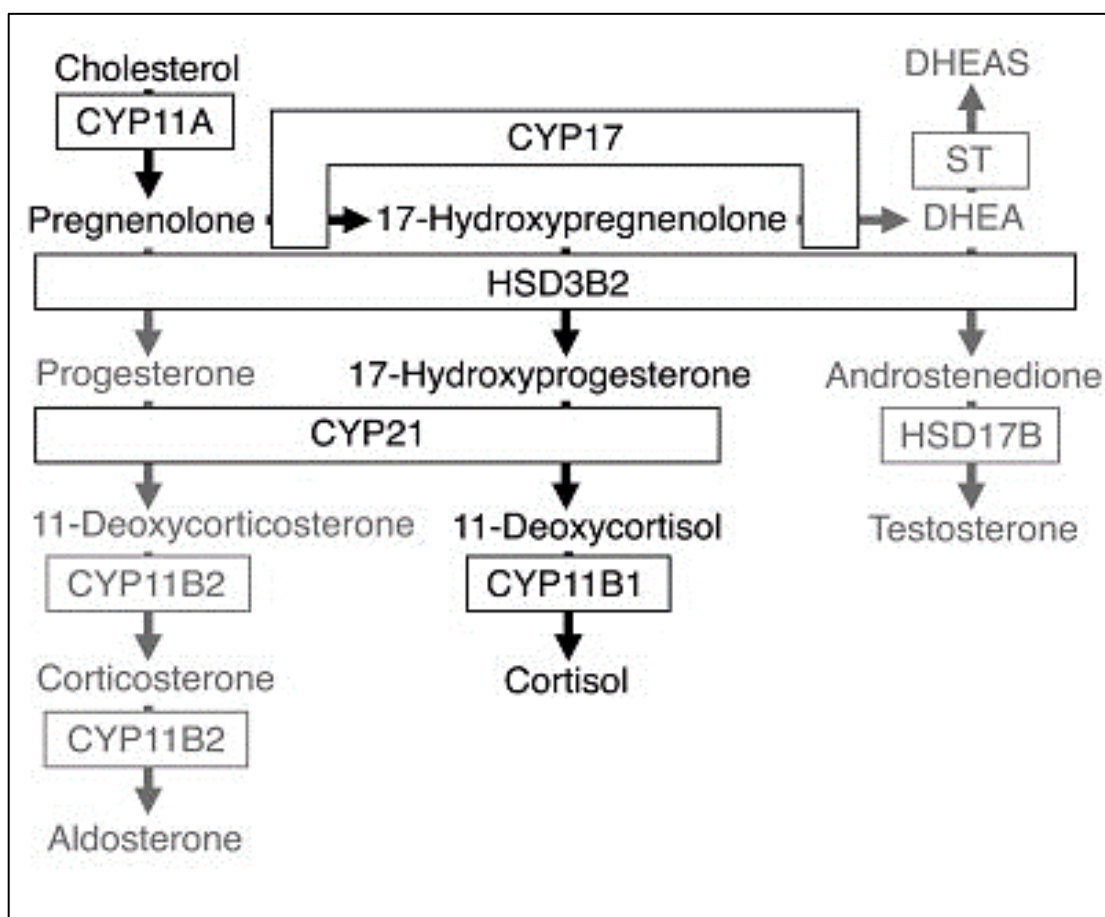 Cholesterol
DHEAS
CYP11A
CYP17
ST
Pregnenolone
17-Hydroxypregnenolone
DHEA
HSD3B2
Progesterone
17-Hydroxyprogesterone
Androstenedione
CYP21
HSD17B
11-Deoxycorticosterone
11-Deoxycortisol
Testosterone
CYP11B2
CYP11B1
Corticosterone
Cortisol
CYP11B2
Aldosterone